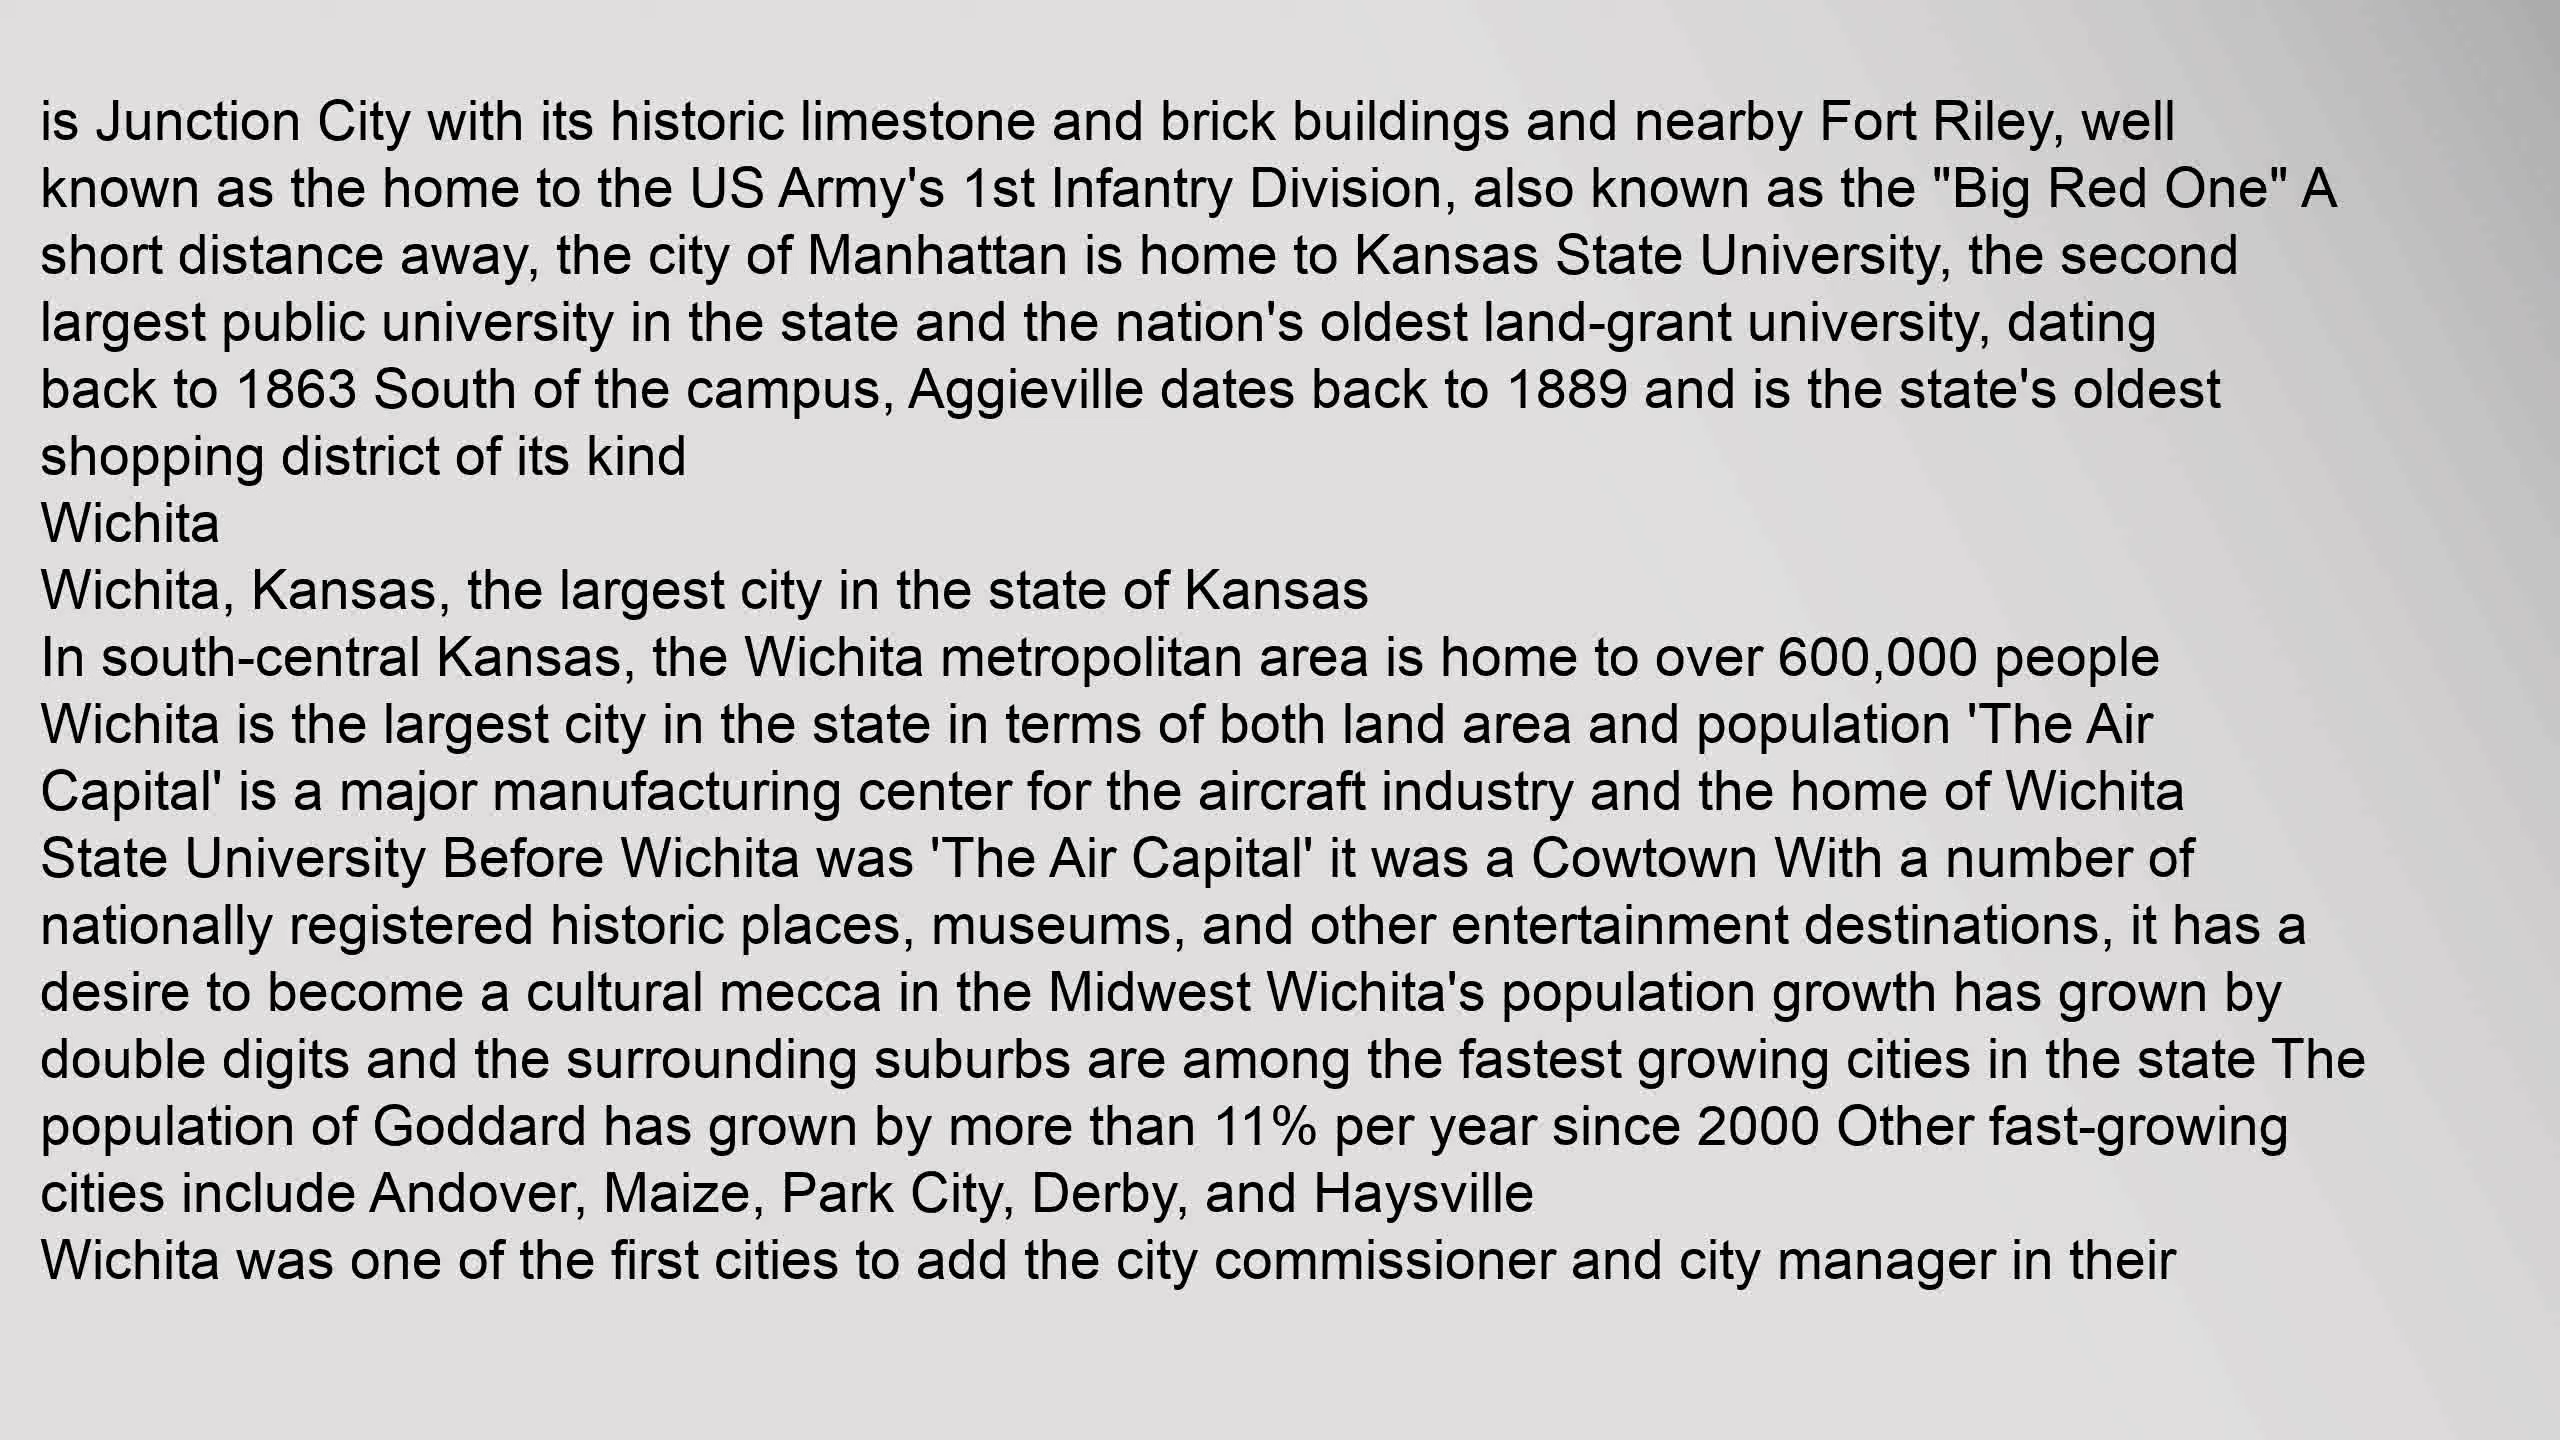 is Junction City with its historic limestone and brick buildings and nearby Fort Riley, well
known as the home to the US Army's 1st Infantry Division, also known as the "Big Red One" A
short distance away, the city of Manhattan is home to Kansas State University, the second
largest public university in the state and the nation's oldest land-grant university, dating
back to 1863 South of the campus, Aggieville dates back to 1889 and is the state's oldest
shopping district of its kind
Wichita
Wichita, Kansas, the largest city in the state of Kansas
In south-central Kansas, the Wichita metropolitan area is home to over 600,000 people
Wichita is the largest city in the state in terms of both land area and population 'The Air
Capital' is a major manufacturing center for the aircraft industry and the home of Wichita
State University Before Wichita was 'The Air Capital' it was a Cowtown With a number of
nationally registered historic places, museums, and other entertainment destinations, it has a
desire to become a cultural mecca in the Midwest Wichita's population growth has grown by
double digits and the surrounding suburbs are among the fastest growing cities in the state The
population of Goddard has grown by more than 11% per year since 2000 Other fast-growing
cities include Andover, Maize, Park City, Derby, and Haysville
Wichita was one of the first cities to add the city commissioner and city manager in their